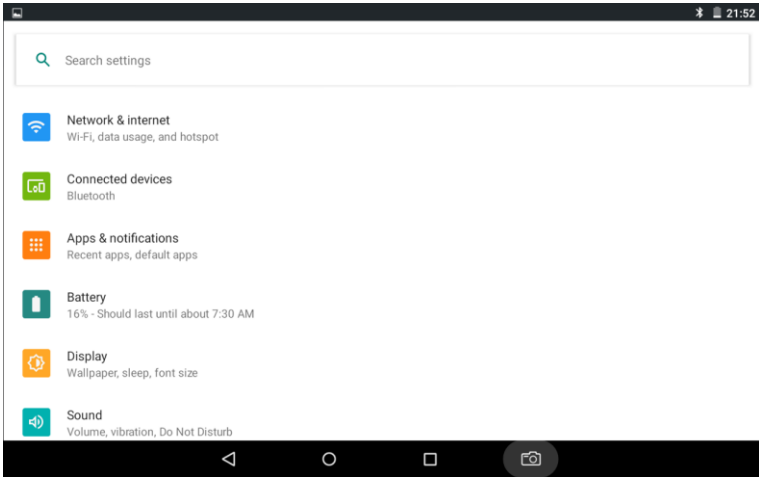 21:52
Search settings
Network & internet
Wi-Fi, data usage, and hotspot
Connected devices
Bluetooth
Apps & notifications
Recent apps, default apps
Battery
16% - Should last until about 7:30 AM
Display
Wallpaper, sleep, font size
Sound
Volume, vibration, Do Not Disturb